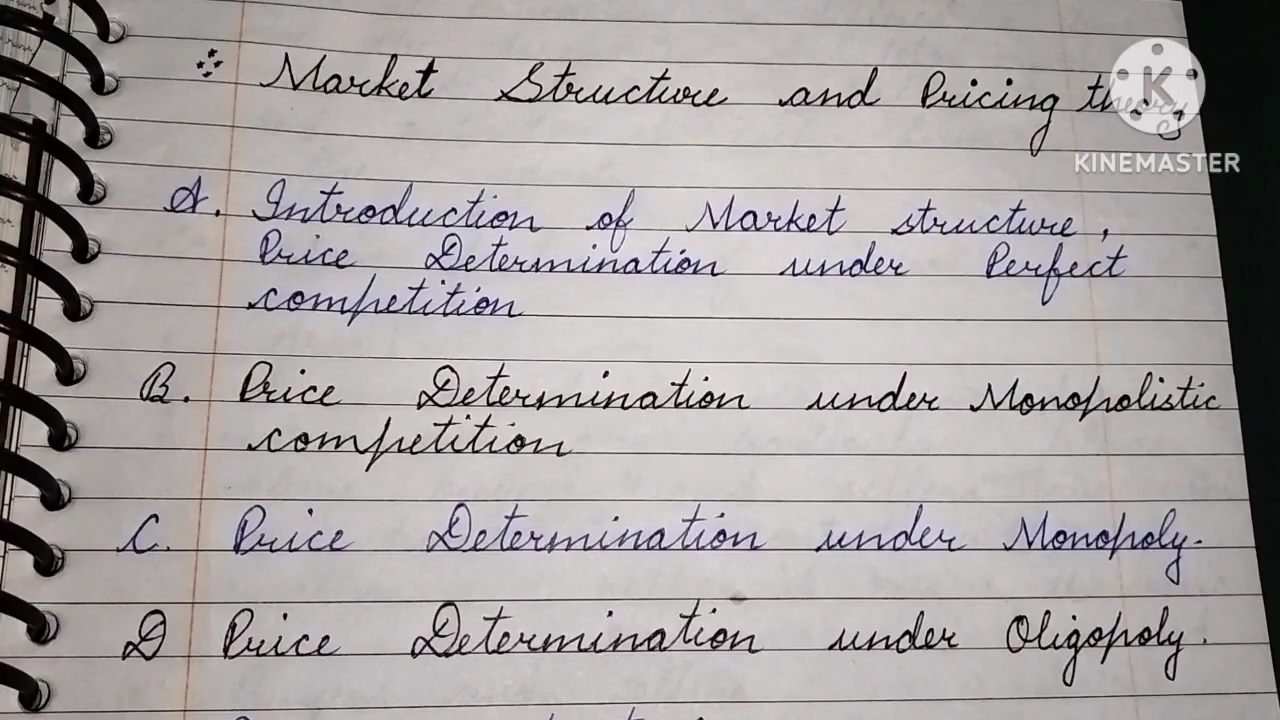 Market Structure and Pricing theory
K
KINEMASTER
A. Introduction of Market structure,
Price Determination under Perfect
competition
B. Price Determination under Monopolistic
competition
C. Price Determination under Monopoly.
D Price Determination under Oligopoly.